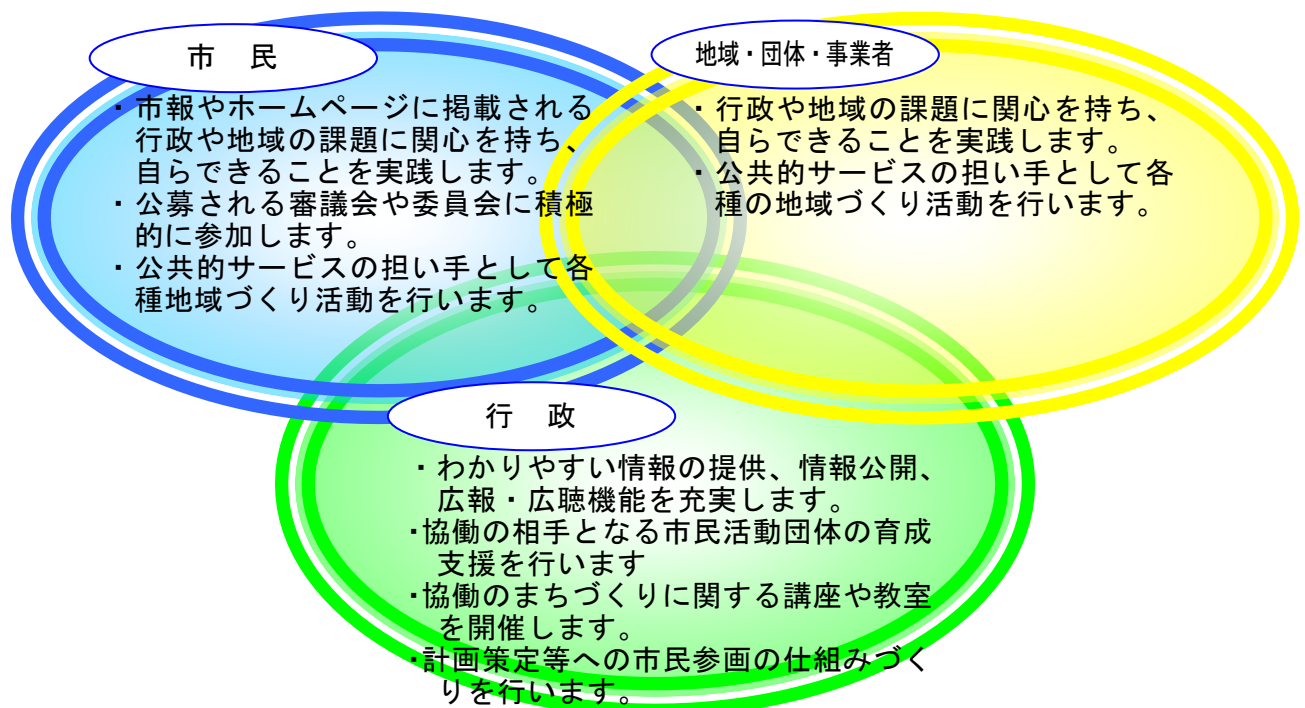 市　民
・市報やホームページに掲載される
行政や地域の課題に関心を持ち、
自らできることを実践します。
・公募される審議会や委員会に積極
的に参加します。
・公共的サービスの担い手として各
種地域づくり活動を行います。
地域・団体・事業者
・行政や地域の課題に関心を持ち、
自らできることを実践します。
・公共的サービスの担い手として各
種の地域づくり活動を行います。
行　政
・わかりやすい情報の提供、情報公開、
広報・広聴機能を充実します。
・協働の相手となる市民活動団体の育成
支援を行います
・協働のまちづくりに関する講座や教室
を開催します。
・計画策定等への市民参画の仕組みづく
りを行います。